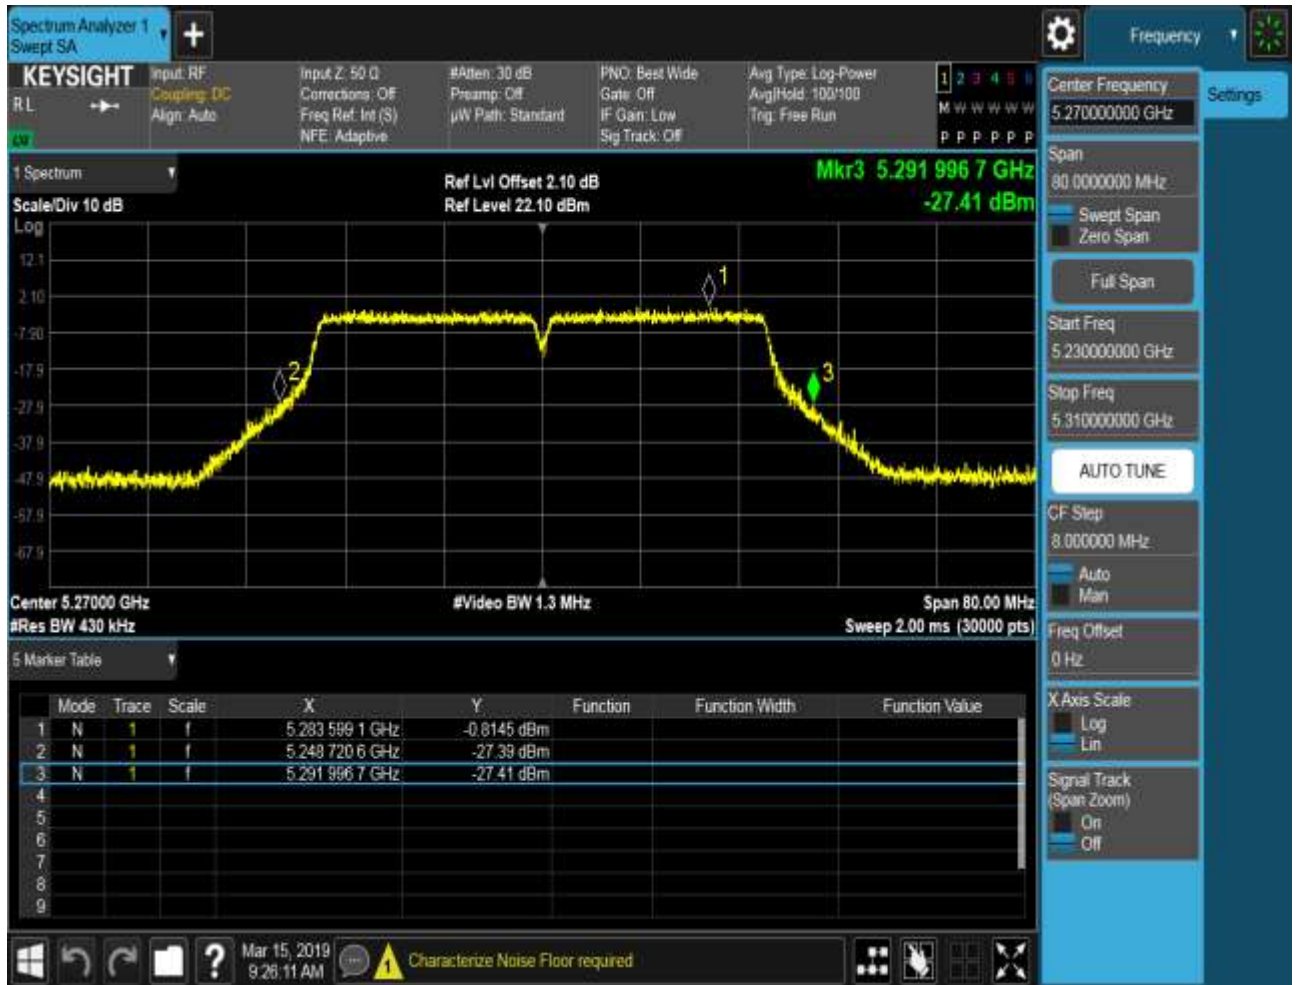 Spectrum Analyzer 1
Swept SA
Frequency
KEYSIGHT
RL
Input: RF
Coupling: DC
Align: Auto
Input Z: 50 Ω
Corrections: Off
Freq Ref: Int (S)
NFE: Adaptive
#Atten: 30 dB
Preamp: Off
µW Path: Standard
PNO: Best Wide
Gate: Off
IF Gain: Low
Sig Track: Off
Avg Type: Log-Power
Avg|Hold: 100/100
Trig: Free Run
1 2 3 4 5 6
M W W W W W
P P P P P P
Center Frequency
5.270000000 GHz
Settings
Span
80.0000000 MHz
Swept Span
Zero Span
Full Span
Start Freq
5.230000000 GHz
Stop Freq
5.310000000 GHz
AUTO TUNE
CF Step
8.000000 MHz
Auto
Man
Freq Offset
0 Hz
X Axis Scale
Log
Lin
Signal Track
(Span Zoom)
On
Off
1 Spectrum
Scale/Div 10 dB
Ref Lvl Offset 2.10 dB
Ref Level 22.10 dBm
Mkr3 5.291 996 7 GHz
-27.41 dBm
Log
12.1
2.10
-7.90
-17.9
-27.9
-37.9
-47.9
-57.9
-67.9
1
2
3
Center 5.27000 GHz
#Video BW 1.3 MHz
Span 80.00 MHz
#Res BW 430 kHz
Sweep 2.00 ms (30000 pts)
5 Marker Table
Mode Trace Scale X Y Function Function Width Function Value
1 N 1 f 5.283 599 1 GHz -0.8145 dBm
2 N 1 f 5.248 720 6 GHz -27.39 dBm
3 N 1 f 5.291 996 7 GHz -27.41 dBm
4
5
6
7
8
9
Mar 15, 2019
9:26:11 AM
1
Characterize Noise Floor required